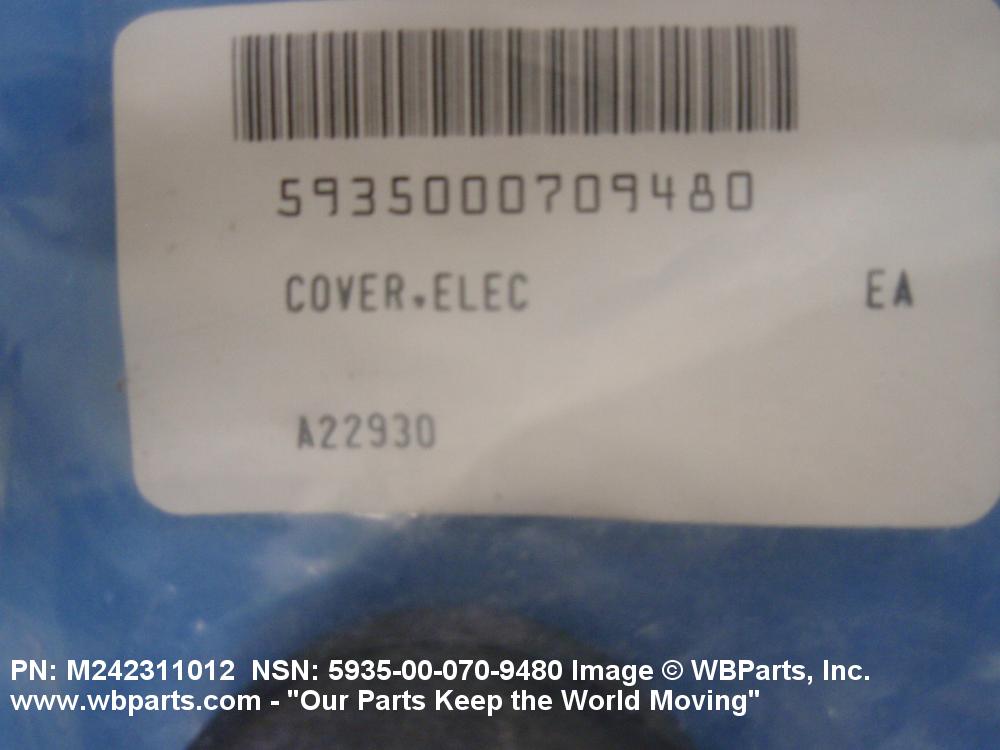 5935000709480
COVER,ELEC EA
A22930
PN: M242311012 NSN: 5935-00-070-9480 Image © WBParts, Inc.
www.wbparts.com - "Our Parts Keep the World Moving"